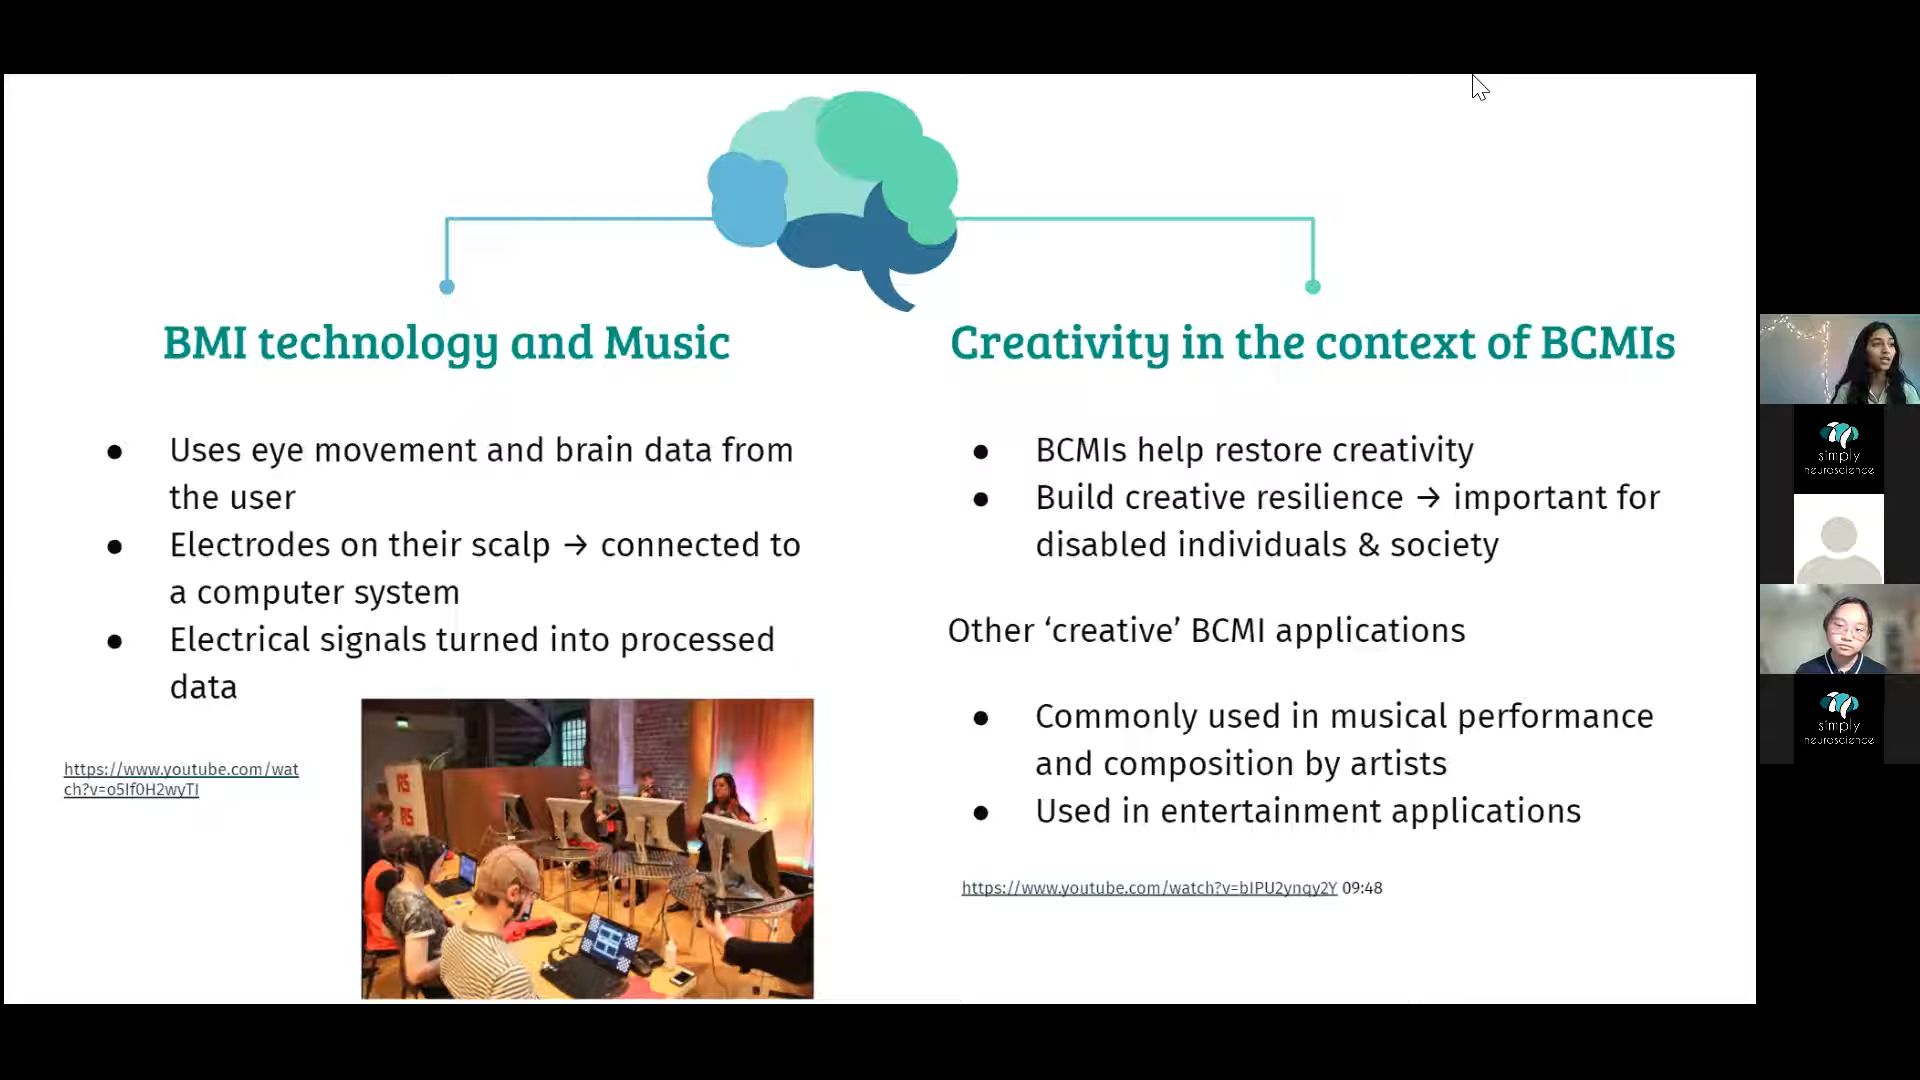 BMI technology and Music
● Uses eye movement and brain data from
the user
● Electrodes on their scalp → connected to
a computer system
● Electrical signals turned into processed
data
https://www.youtube.com/wat
ch?v=o5If0H2wyTI
RS
RS
Creativity in the context of BCMIs
● BCMIs help restore creativity
● Build creative resilience → important for
disabled individuals & society
Other ‘creative’ BCMI applications
● Commonly used in musical performance
and composition by artists
● Used in entertainment applications
https://www.youtube.com/watch?v=bIPU2ynqy2Y 09:48
simply
neuroscience
simply
neuroscience